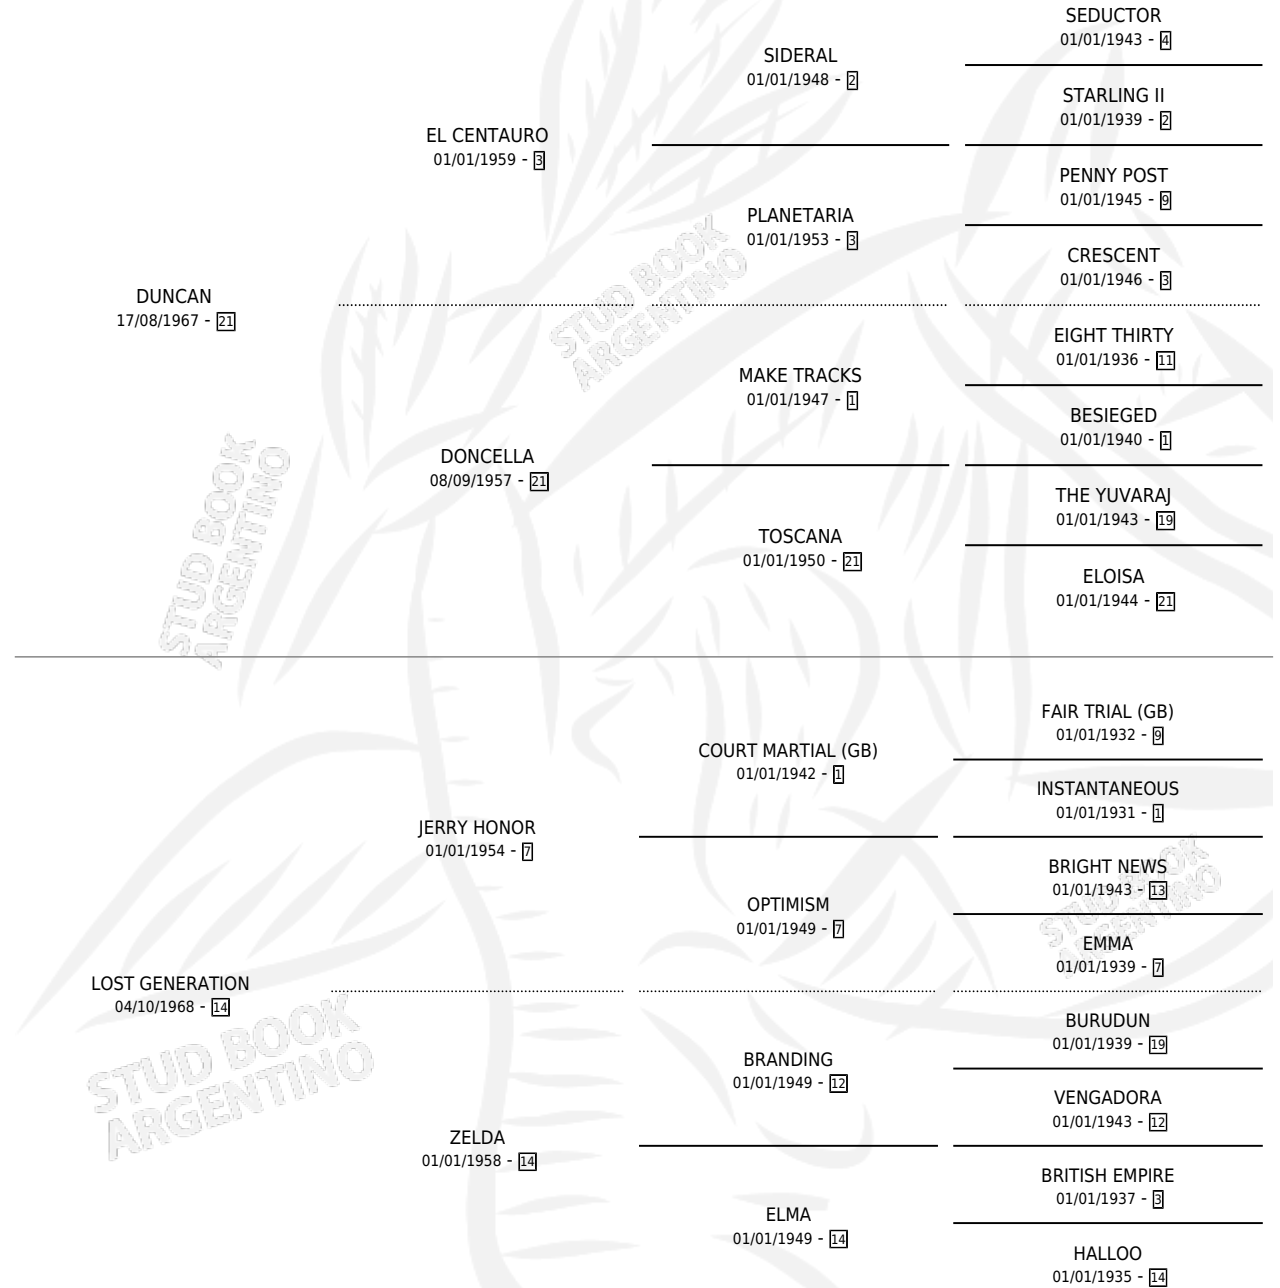 SEDUCTOR
01/01/1943 - 4
SIDERAL
01/01/1948 - 2
STARLING II
01/01/1939 - 2
EL CENTAURO
01/01/1959 - 3
PENNY POST
01/01/1945 - 9
PLANETARIA
01/01/1953 - 3
CRESCENT
01/01/1946 - 3
DUNCAN
17/08/1967 - 21
EIGHT THIRTY
01/01/1936 - 11
MAKE TRACKS
01/01/1947 - 1
BESIEGED
01/01/1940 - 1
DONCELLA
08/09/1957 - 21
THE YUVARAJ
01/01/1943 - 19
TOSCANA
01/01/1950 - 21
ELOISA
01/01/1944 - 21
STUD BOOK
ARGENTINO
STUD BOOK
ARGENTINO
FAIR TRIAL (GB)
01/01/1932 - 9
COURT MARTIAL (GB)
01/01/1942 - 1
INSTANTANEOUS
01/01/1931 - 1
JERRY HONOR
01/01/1954 - 7
BRIGHT NEWS
01/01/1943 - 13
OPTIMISM
01/01/1949 - 7
EMMA
01/01/1939 - 7
LOST GENERATION
04/10/1968 - 14
BURUDUN
01/01/1939 - 19
BRANDING
01/01/1949 - 12
VENGADORA
01/01/1943 - 12
ZELDA
01/01/1958 - 14
BRITISH EMPIRE
01/01/1937 - 3
ELMA
01/01/1949 - 14
HALLOO
01/01/1935 - 14
STUD BOOK
ARGENTINO
STUD BOOK
ARGENTINO